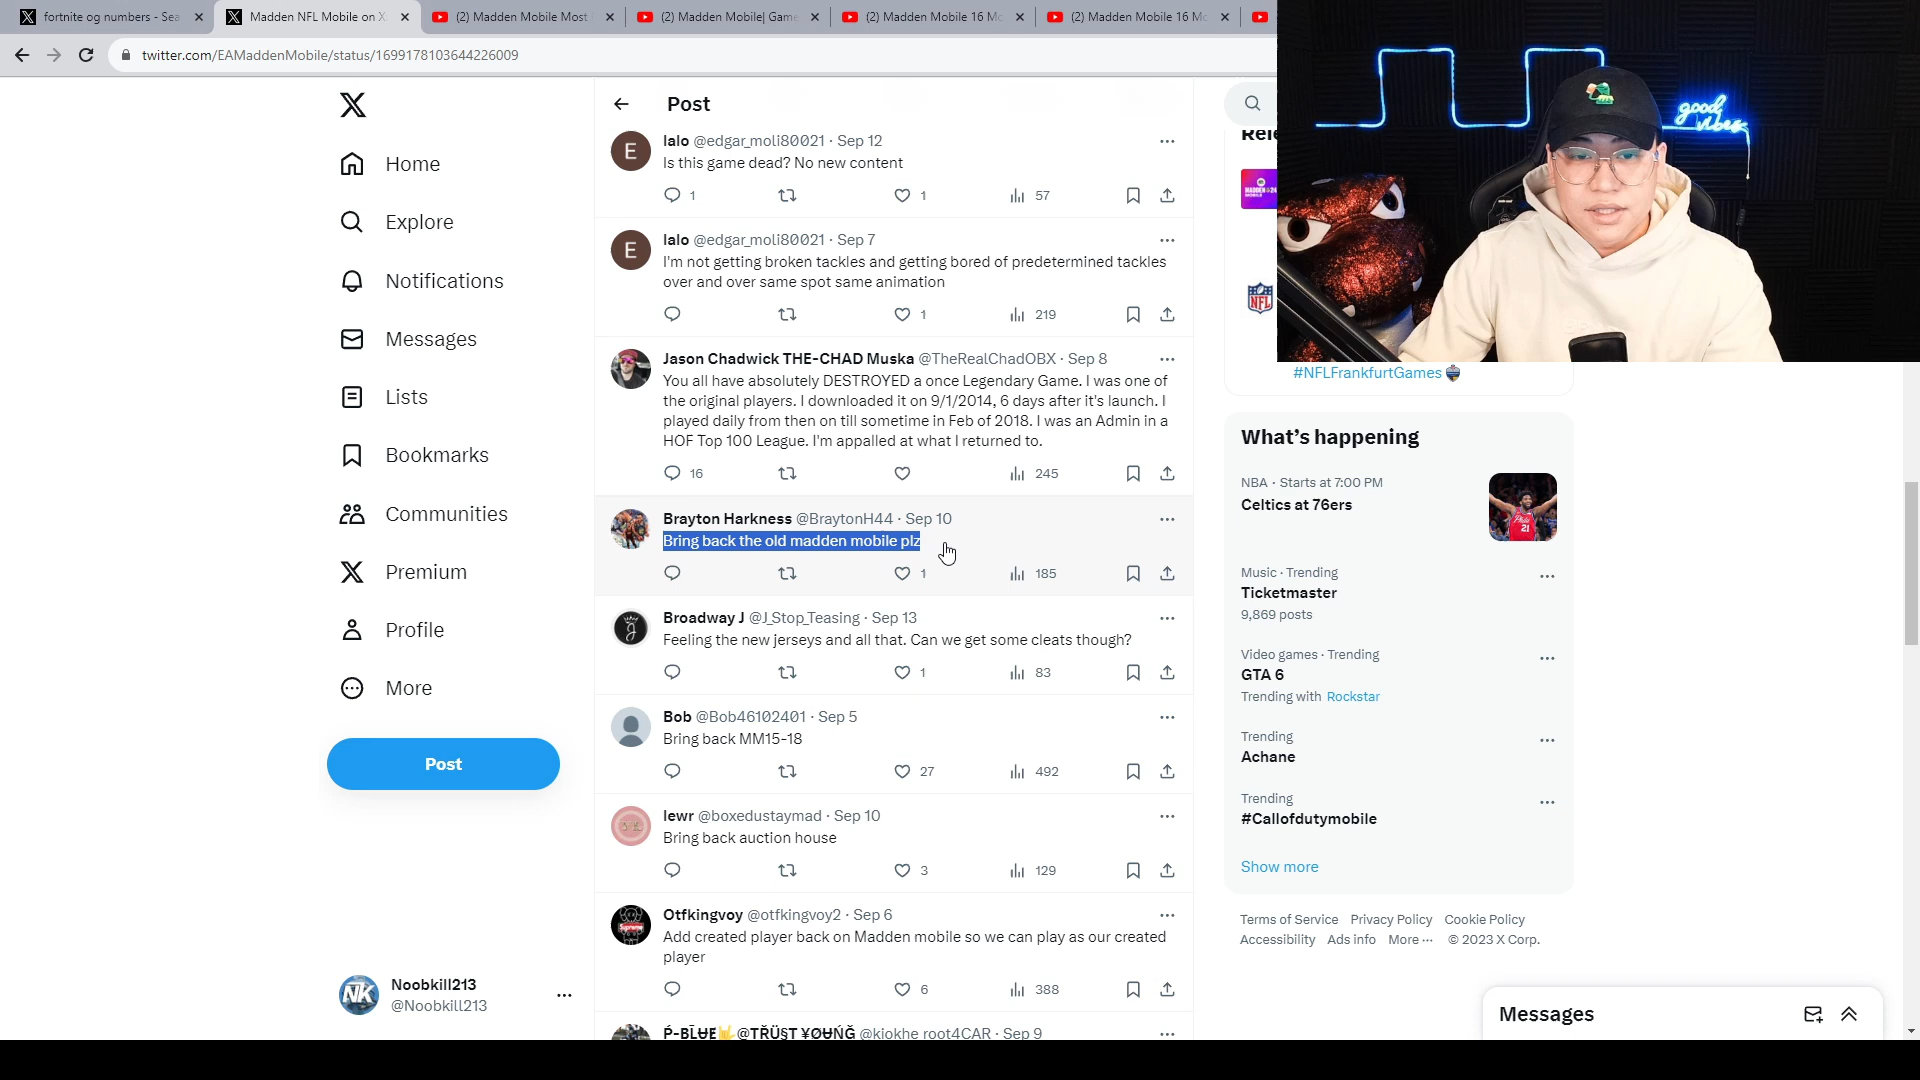 fortnite og numbers - Sea
Madden NFL Mobile on X
(2) Madden Mobile Most
(2) Madden Mobile| Game
(2) Madden Mobile 16 Mo
(2) Madden Mobile 16 Mo
twitter.com/EAMaddenMobile/status/1699178103644226009
Home
Explore
Notifications
Messages
Lists
Bookmarks
Communities
Premium
Profile
More
Post
Noobkill213
@Noobkill213
Post
lalo @edgar_moli80021 · Sep 12
Is this game dead? No new content
1 1 57
lalo @edgar_moli80021 · Sep 7
I'm not getting broken tackles and getting bored of predetermined tackles
over and over same spot same animation
1 219
Jason Chadwick THE-CHAD Muska @TheRealChadOBX · Sep 8
You all have absolutely DESTROYED a once Legendary Game. I was one of
the original players. I downloaded it on 9/1/2014, 6 days after it's launch. I
played daily from then on till sometime in Feb of 2018. I was an Admin in a
HOF Top 100 League. I'm appalled at what I returned to.
16 245
Brayton Harkness @BraytonH44 · Sep 10
Bring back the old madden mobile plz
1 185
Broadway J @J_Stop_Teasing · Sep 13
Feeling the new jerseys and all that. Can we get some cleats though?
1 83
Bob @Bob46102401 · Sep 5
Bring back MM15-18
27 492
lewr @boxedustaymad · Sep 10
Bring back auction house
3 129
Otfkingvoy @otfkingvoy2 · Sep 6
Add created player back on Madden mobile so we can play as our created
player
6 388
@kiokhe_root4CAR · Sep 9
Rele
NFL
#NFLFrankfurtGames
good
vibes
What's happening
NBA · Starts at 7:00 PM
Celtics at 76ers
Music · Trending
Ticketmaster
9,869 posts
Video games · Trending
GTA 6
Trending with Rockstar
Trending
Achane
Trending
#Callofdutymobile
Show more
Terms of Service Privacy Policy Cookie Policy
Accessibility Ads info More ··· © 2023 X Corp.
Messages